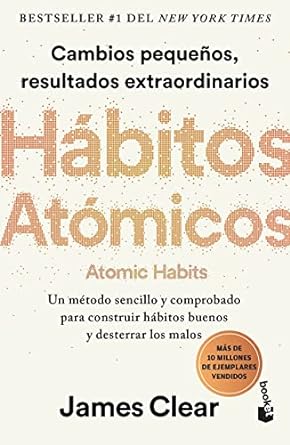 BESTSELLER #1 DEL NEW YORK TIMES
Cambios pequeños,
resultados extraordinarios
Hábitos
Atómicos
Atomic Habits
Un método sencillo y comprobado
para construir hábitos buenos
y desterrar los malos
MÁS DE
10 MILLONES
DE EJEMPLARES
VENDIDOS
James Clear
booket